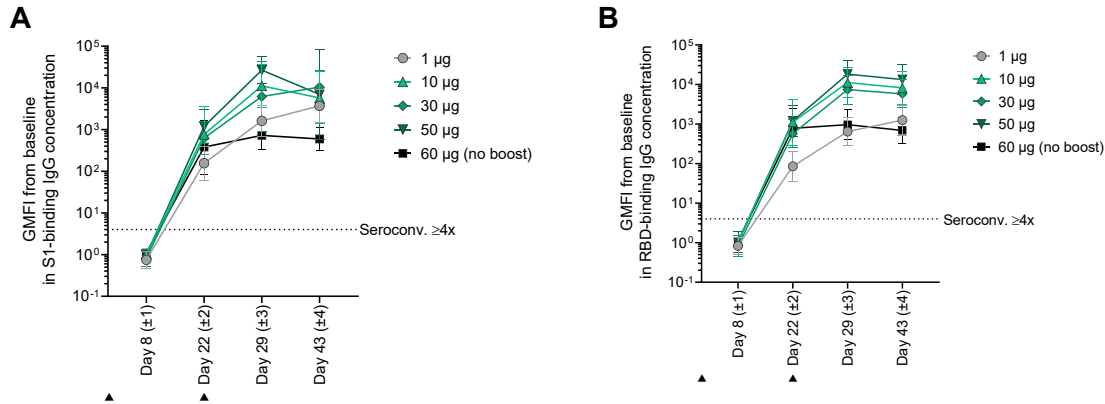 A
GMFI from baseline
in S1-binding IgG concentration
10⁵
10⁴
10³
10²
10¹
10⁰
10⁻¹
Seroconv. ≥4x
Day 8 (±1)
Day 22 (±2)
Day 29 (±3)
Day 43 (±4)
1 µg
10 µg
30 µg
50 µg
60 µg (no boost)
B
GMFI from baseline
in RBD-binding IgG concentration
10⁵
10⁴
10³
10²
10¹
10⁰
10⁻¹
Seroconv. ≥4x
Day 8 (±1)
Day 22 (±2)
Day 29 (±3)
Day 43 (±4)
1 µg
10 µg
30 µg
50 µg
60 µg (no boost)